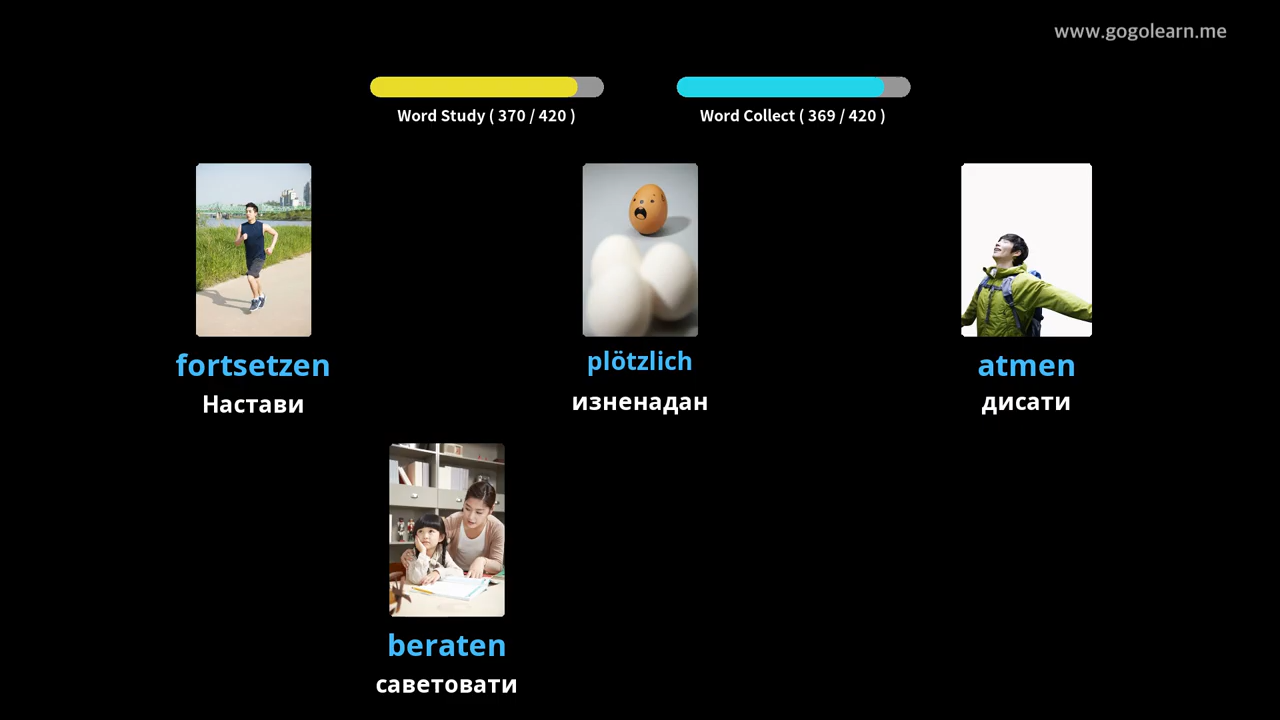 www.gogolearn.me
Word Study ( 370 / 420 )
Word Collect ( 369 / 420 )
fortsetzen
Настави
plötzlich
изненадан
atmen
дисати
beraten
саветовати